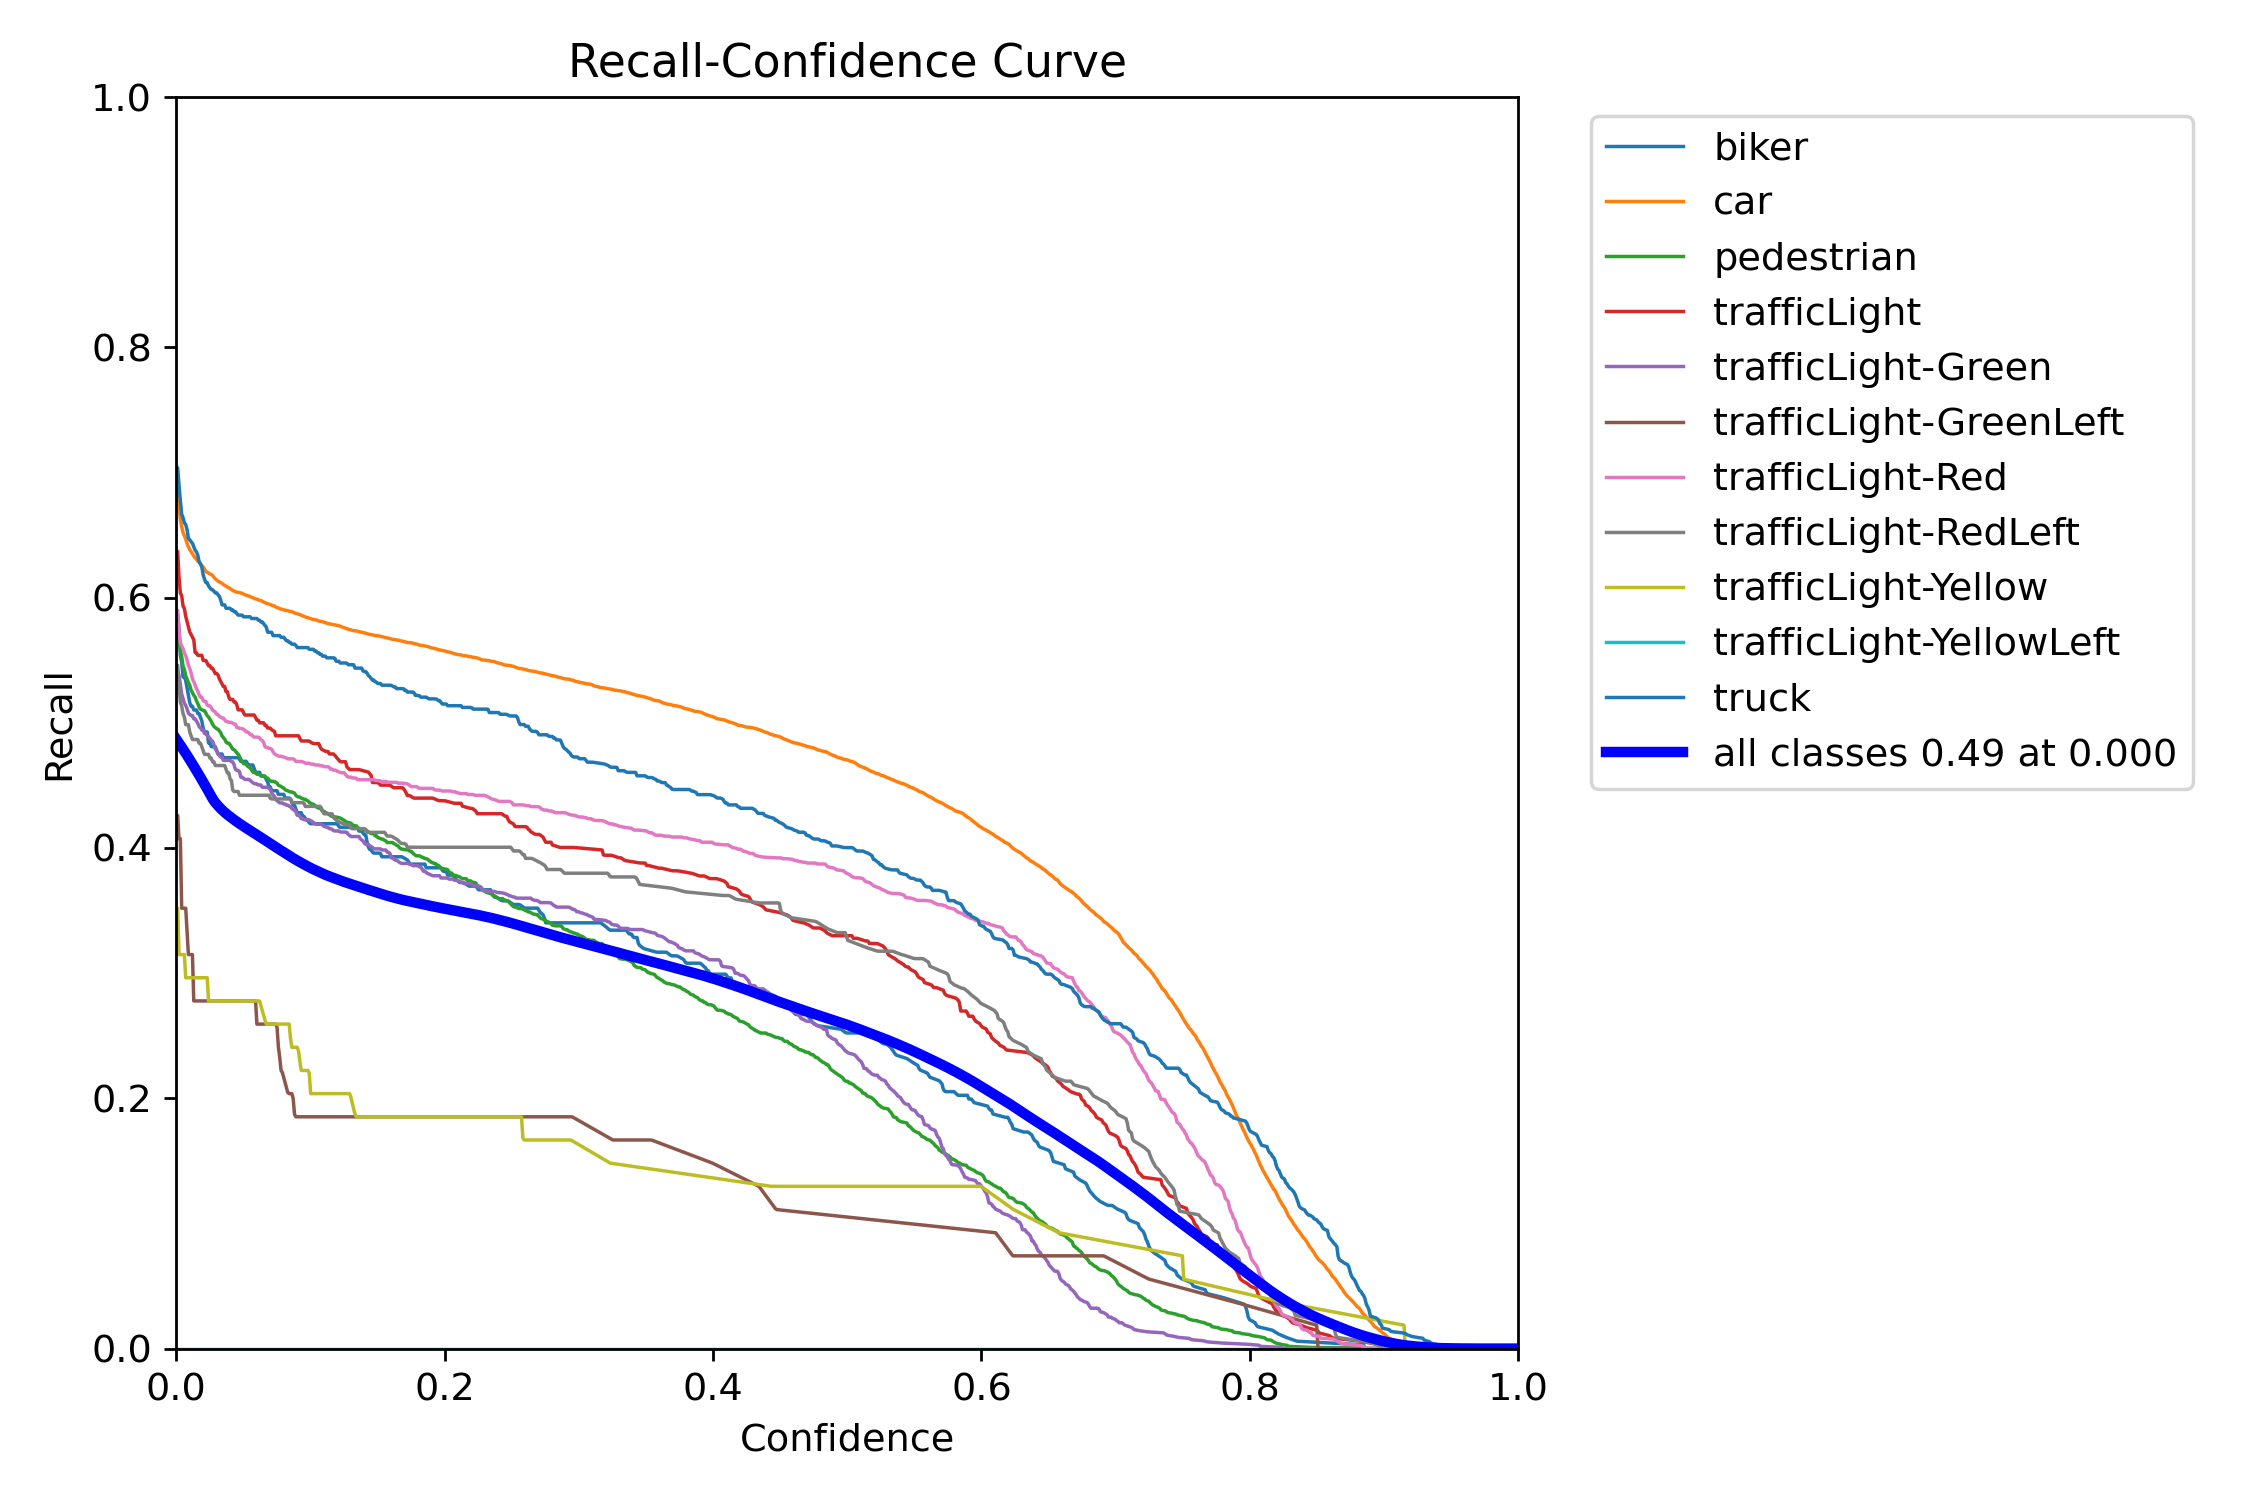 Recall-Confidence Curve
1.0
0.8
0.6
0.4
0.2
0.0
Recall
0.0 0.2 0.4 0.6 0.8 1.0
Confidence
biker
car
pedestrian
trafficLight
trafficLight-Green
trafficLight-GreenLeft
trafficLight-Red
trafficLight-RedLeft
trafficLight-Yellow
trafficLight-YellowLeft
truck
all classes 0.49 at 0.000